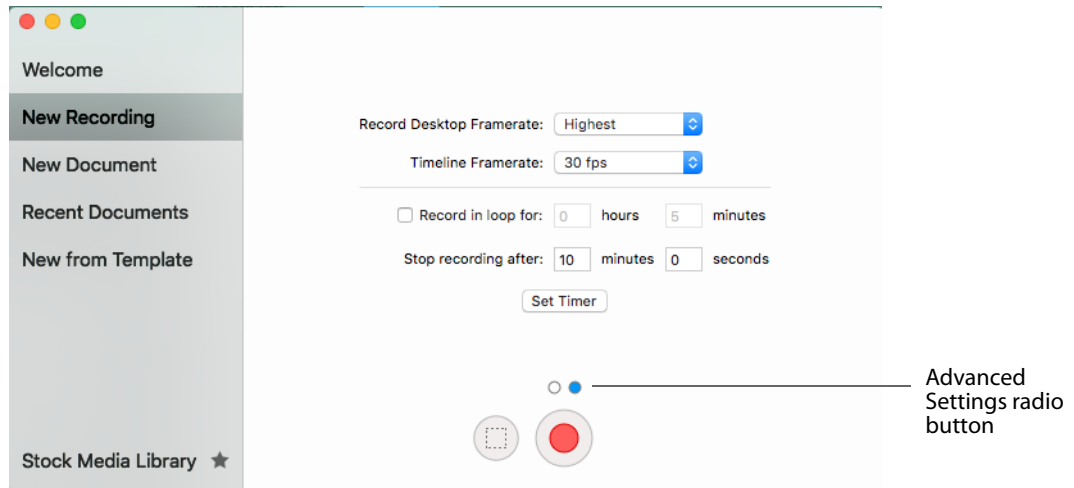 Welcome
New Recording
New Document
Recent Documents
New from Template
Stock Media Library
Record Desktop Framerate: Highest
Timeline Framerate: 30 fps
Record in loop for: 0 hours 5 minutes
Stop recording after: 10 minutes 0 seconds
Set Timer
Advanced
Settings radio
button